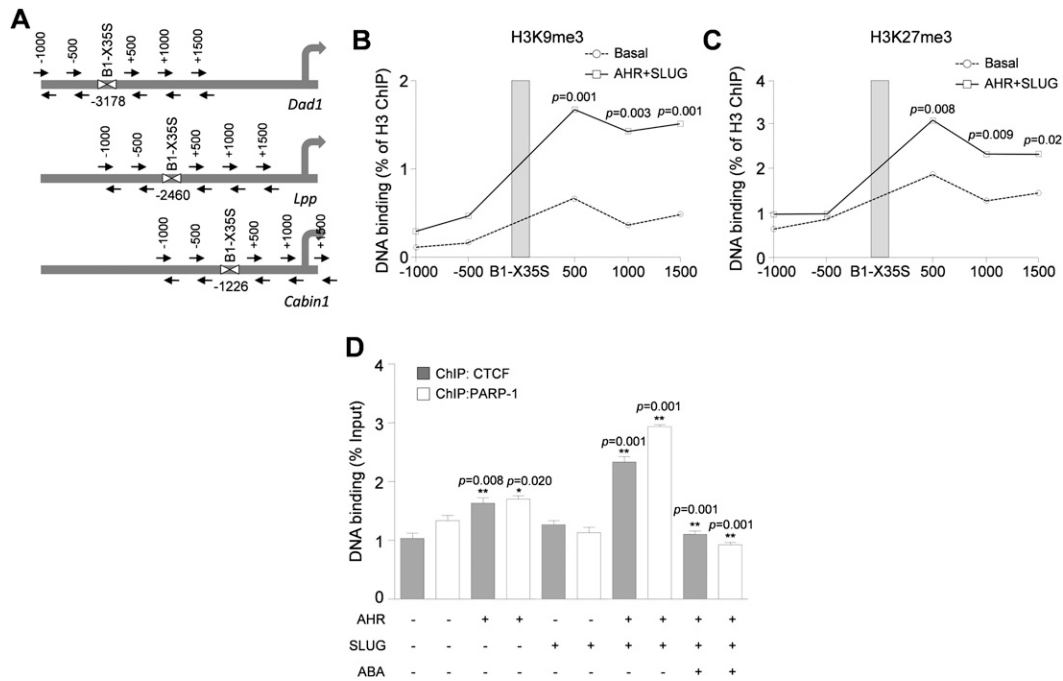 A
-1000
-500
B1-X35S
+500
+1000
+1500
-3178
Dad1
-1000
-500
B1-X35S
+500
+1000
+1500
-2460
Lpp
-1000
-500
B1-X35S
+500
+1000
+1500
-1226
Cabin1
B
H3K9me3
Basal
AHR+SLUG
DNA binding (% of H3 ChIP)
2
1
0
p=0.001
p=0.003
p=0.001
-1000 -500 B1-X35S 500 1000 1500
C
H3K27me3
Basal
AHR+SLUG
DNA binding (% of H3 ChIP)
4
3
2
1
0
p=0.008
p=0.009
p=0.02
-1000 -500 B1-X35S 500 1000 1500
D
ChIP: CTCF
ChIP:PARP-1
DNA binding (% Input)
4
3
2
1
0
p=0.008
**
p=0.020
*
p=0.001
**
p=0.001
**
p=0.001
**
p=0.001
**
AHR - - + + - - + + + +
SLUG - - - - + + + + + +
ABA - - - - - - - - + +